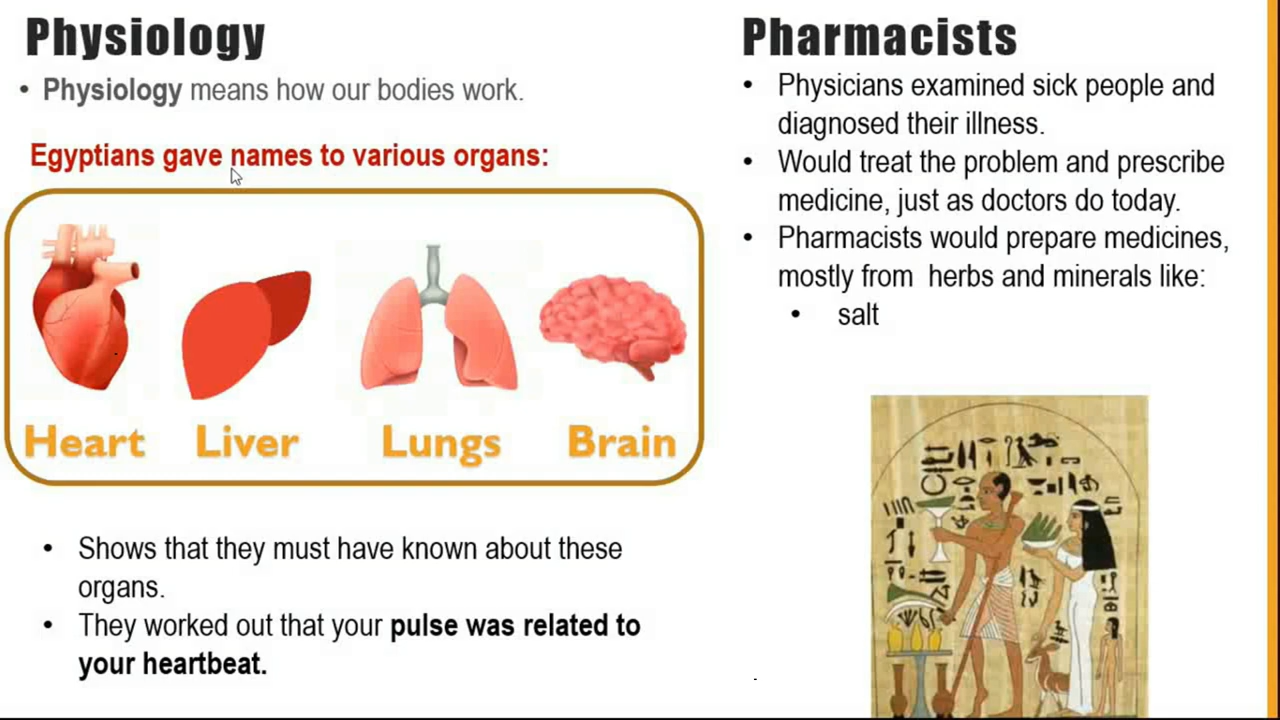 Physiology
• Physiology means how our bodies work.
Egyptians gave names to various organs:
Heart Liver Lungs Brain
• Shows that they must have known about these
organs.
• They worked out that your pulse was related to
your heartbeat.
Pharmacists
• Physicians examined sick people and
diagnosed their illness.
• Would treat the problem and prescribe
medicine, just as doctors do today.
• Pharmacists would prepare medicines,
mostly from herbs and minerals like:
• salt